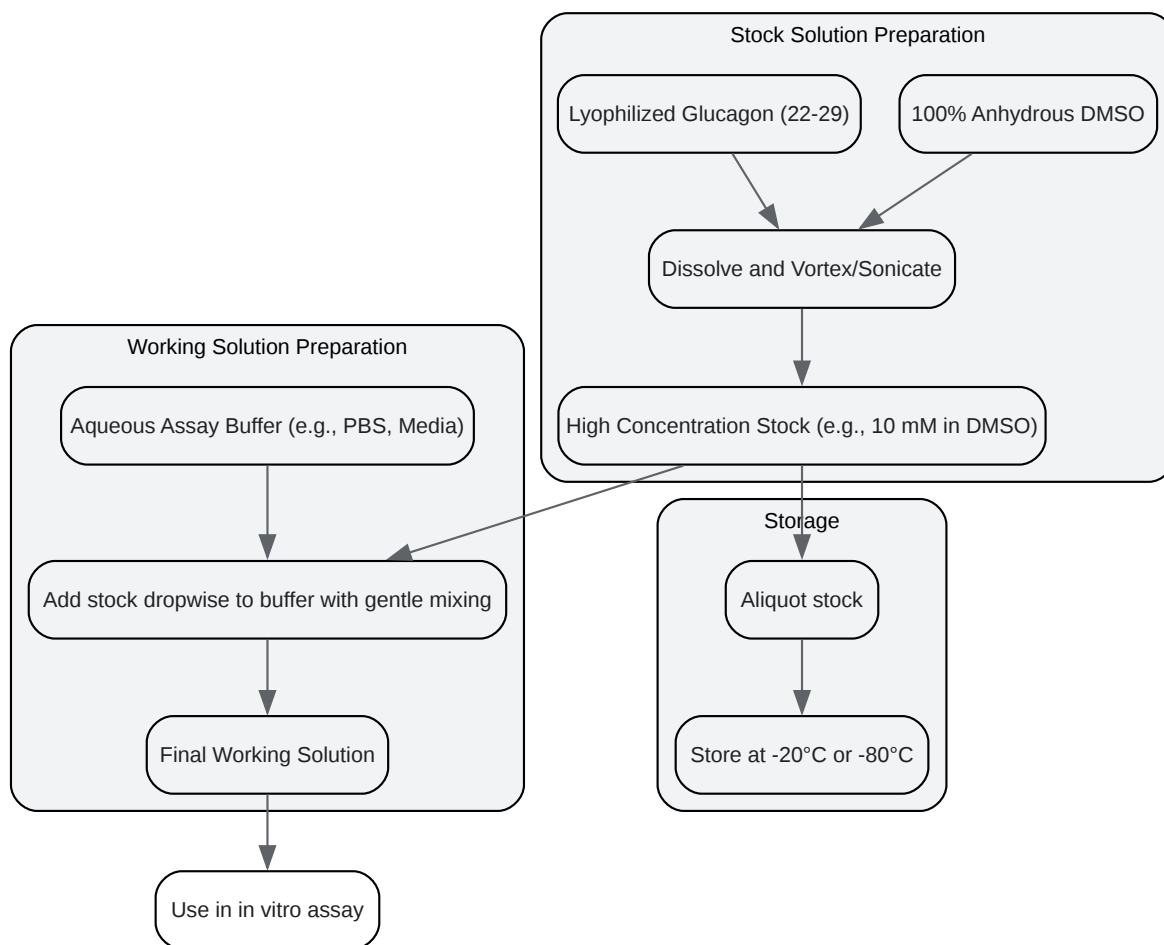 Stock Solution Preparation
Lyophilized Glucagon (22-29)
100% Anhydrous DMSO
Dissolve and Vortex/Sonicate
Working Solution Preparation
Aqueous Assay Buffer (e.g., PBS, Media)
High Concentration Stock (e.g., 10 mM in DMSO)
Storage
Add stock dropwise to buffer with gentle mixing
Aliquot stock
Final Working Solution
Store at -20°C or -80°C
Use in in vitro assay